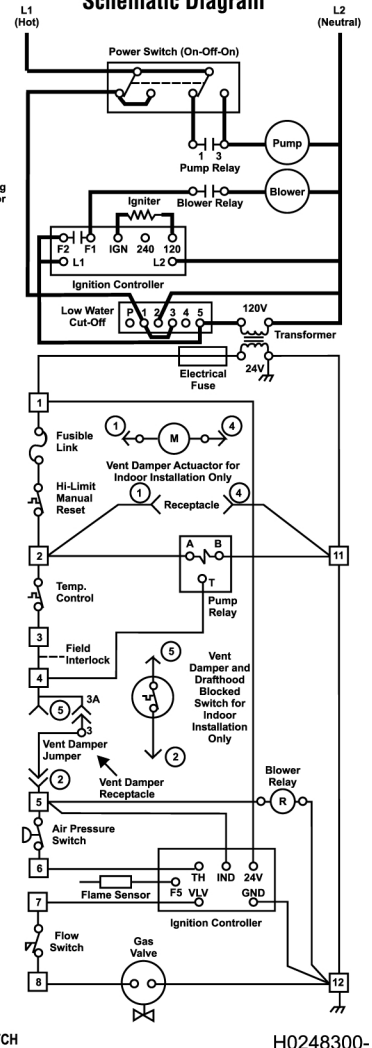 Schematic Diagram
L1
(Hot)
L2
(Neutral)
Power Switch (On-Off-On)
1 3
Pump
Pump Relay
Igniter
Blower Relay
Blower
F2 F1 IGN 240 120
L1
L2
Ignition Controller
Low Water
Cut-Off
P 1 2 3 4 5
120V
Transformer
24V
Electrical
Fuse
1
Fusible
Link
1
M
4
Vent Damper Actuactor for
Indoor Installation Only
Hi-Limit
Manual
Reset
1
Receptacle
4
2
A B
T
11
Temp.
Control
Pump
Relay
3
Field
Interlock
4
5
3A
3
Vent Damper
Jumper
5
2
Vent
Damper and
Drafthood
Blocked
Switch for
Indoor
Installation
Only
2
Vent Damper
Receptacle
Blower
Relay
5
R
Air Pressure
Switch
6
TH IND 24V
F5 VLV GND
Flame Sensor
Ignition Controller
7
Flow
Switch
Gas
Valve
8
12
TCH
H0248300-